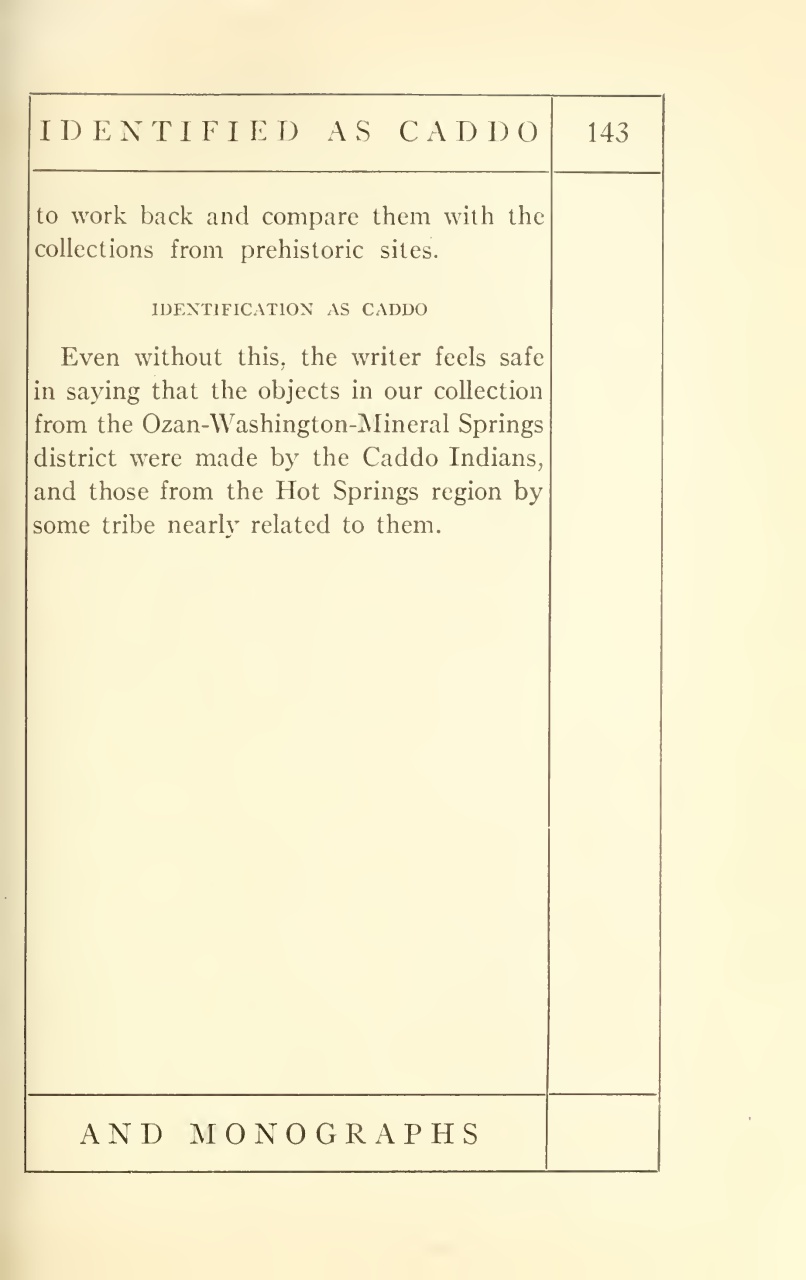 IDENTIFIED AS CADDO 143
to work back and compare them with the
collections from prehistoric sites.
IDENTIFICATION AS CADDO
Even without this, the writer feels safe
in saying that the objects in our collection
from the Ozan-Washington-Mineral Springs
district were made by the Caddo Indians,
and those from the Hot Springs region by
some tribe nearly related to them.
AND MONOGRAPHS